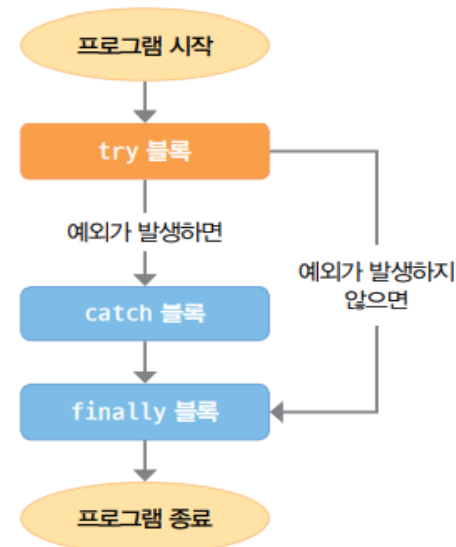 프로그램 시작
try 블록
예외가 발생하면
예외가 발생하지
않으면
catch 블록
finally 블록
프로그램 종료